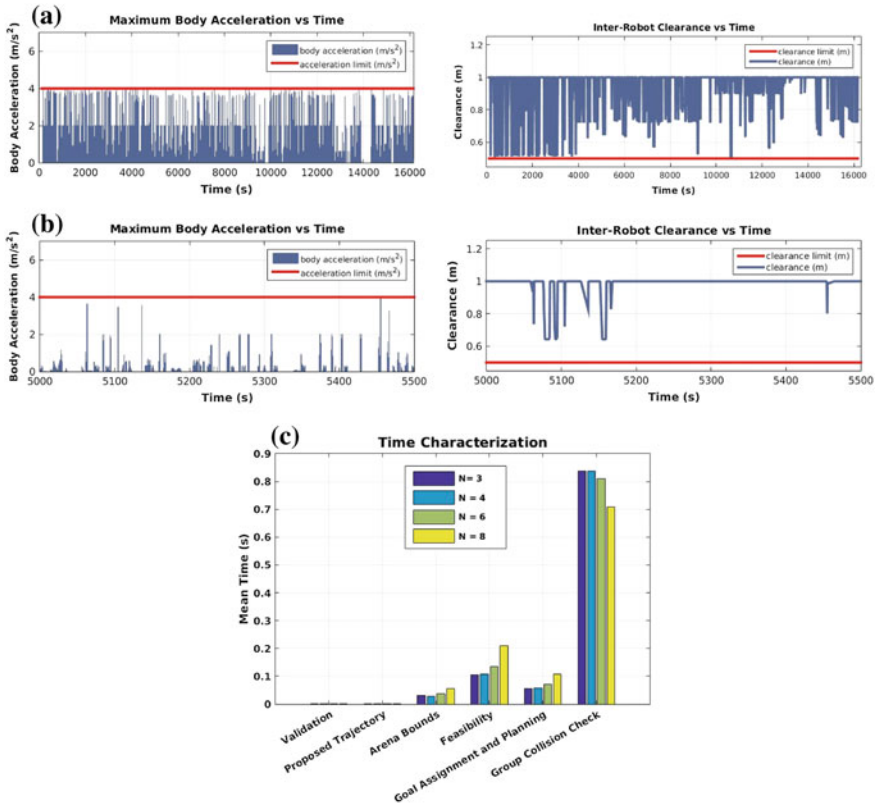 (a)
Maximum Body Acceleration vs Time
Body Acceleration (m/s²)
6
4
2
0
body acceleration (m/s²)
acceleration limit (m/s²)
0 2000 4000 6000 8000 10000 12000 14000 16000
Time (s)
Inter-Robot Clearance vs Time
Clearance (m)
1.2
1
0.8
0.6
clearance limit (m)
clearance (m)
0 2000 4000 6000 8000 10000 12000 14000 16000
Time (s)
(b)
Maximum Body Acceleration vs Time
Body Acceleration (m/s²)
6
4
2
0
body acceleration (m/s²)
acceleration limit (m/s²)
5000 5100 5200 5300 5400 5500
Time (s)
Inter-Robot Clearance vs Time
Clearance (m)
1.2
1
0.8
0.6
clearance limit (m)
clearance (m)
5000 5100 5200 5300 5400 5500
Time (s)
(c)
Time Characterization
Mean Time (s)
0.9
0.8
0.7
0.6
0.5
0.4
0.3
0.2
0.1
0
N= 3
N = 4
N = 6
N = 8
Validation
Proposed Trajectory
Arena Bounds
Feasibility
Goal Assignment and Planning
Group Collision Check